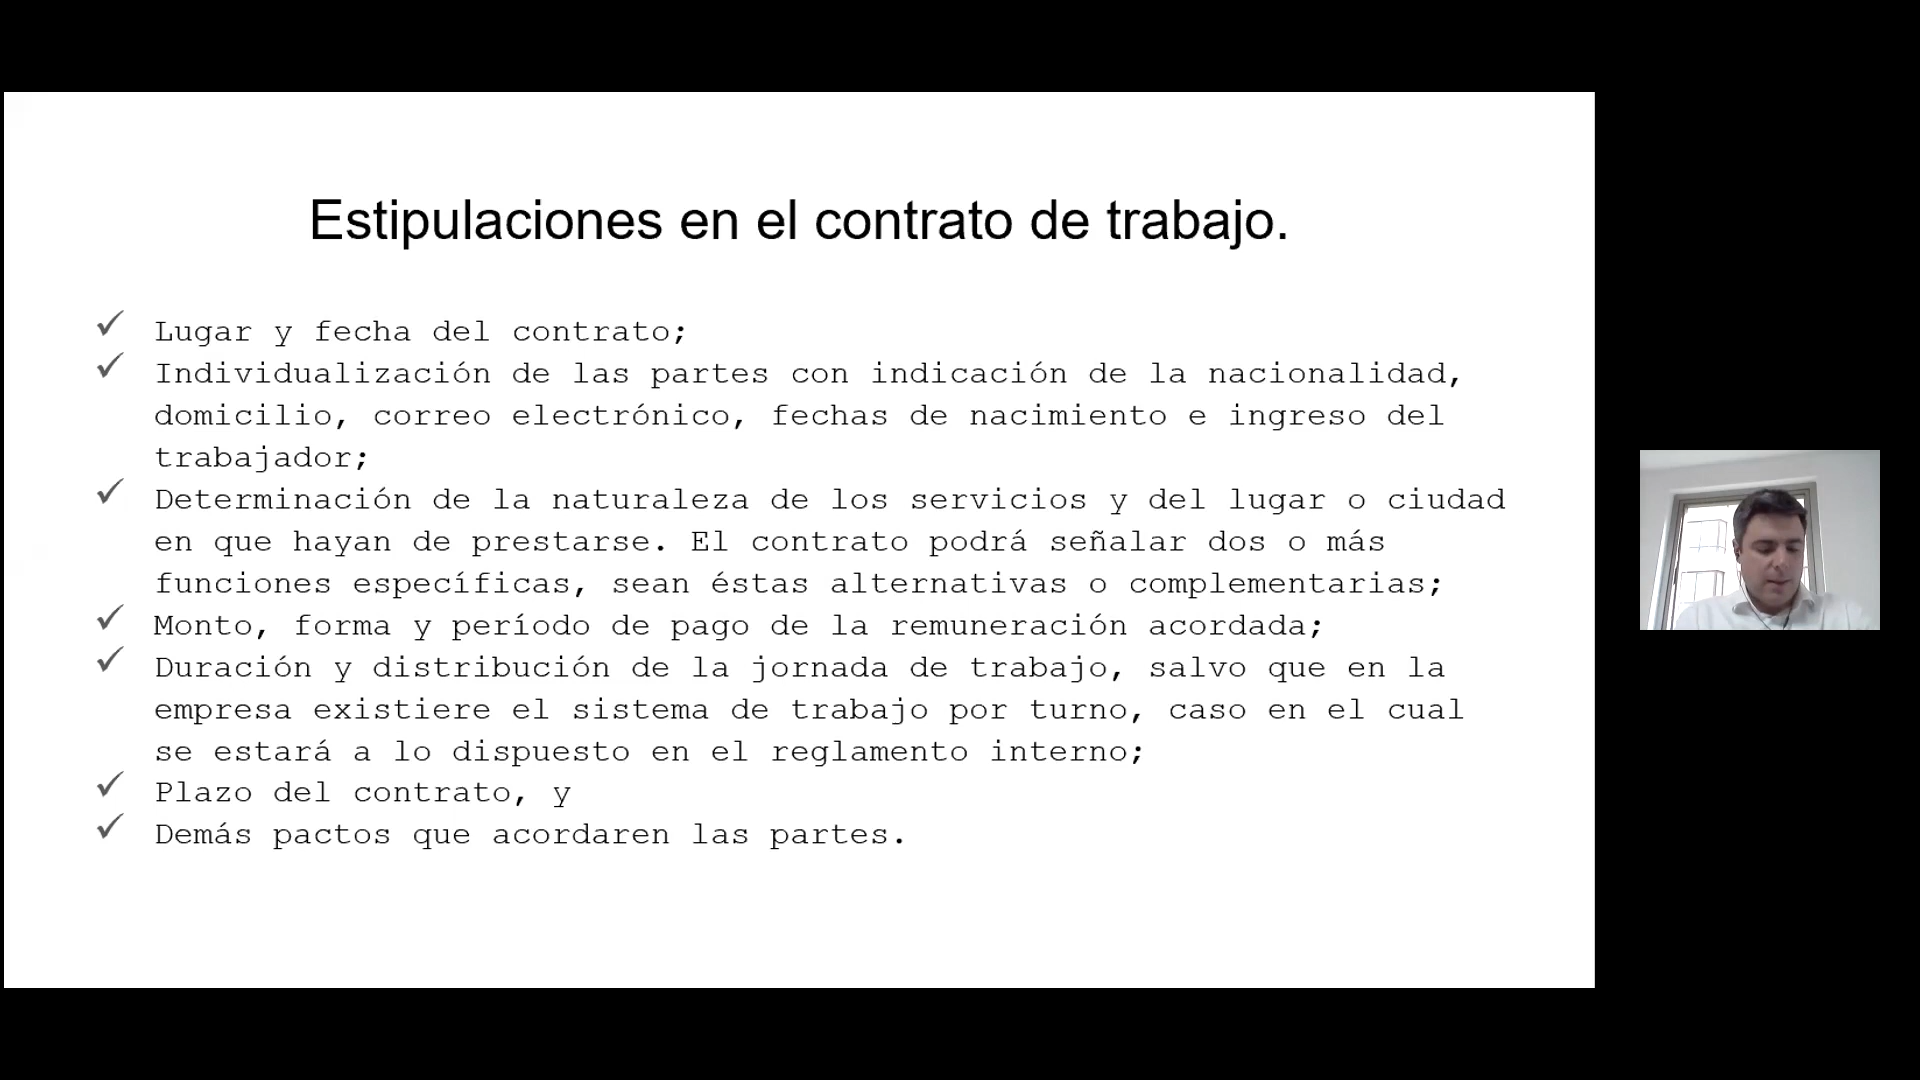 Estipulaciones en el contrato de trabajo.
✓ Lugar y fecha del contrato;
✓ Individualización de las partes con indicación de la nacionalidad,
domicilio, correo electrónico, fechas de nacimiento e ingreso del
trabajador;
✓ Determinación de la naturaleza de los servicios y del lugar o ciudad
en que hayan de prestarse. El contrato podrá señalar dos o más
funciones específicas, sean éstas alternativas o complementarias;
✓ Monto, forma y período de pago de la remuneración acordada;
✓ Duración y distribución de la jornada de trabajo, salvo que en la
empresa existiere el sistema de trabajo por turno, caso en el cual
se estará a lo dispuesto en el reglamento interno;
✓ Plazo del contrato, y
✓ Demás pactos que acordaren las partes.